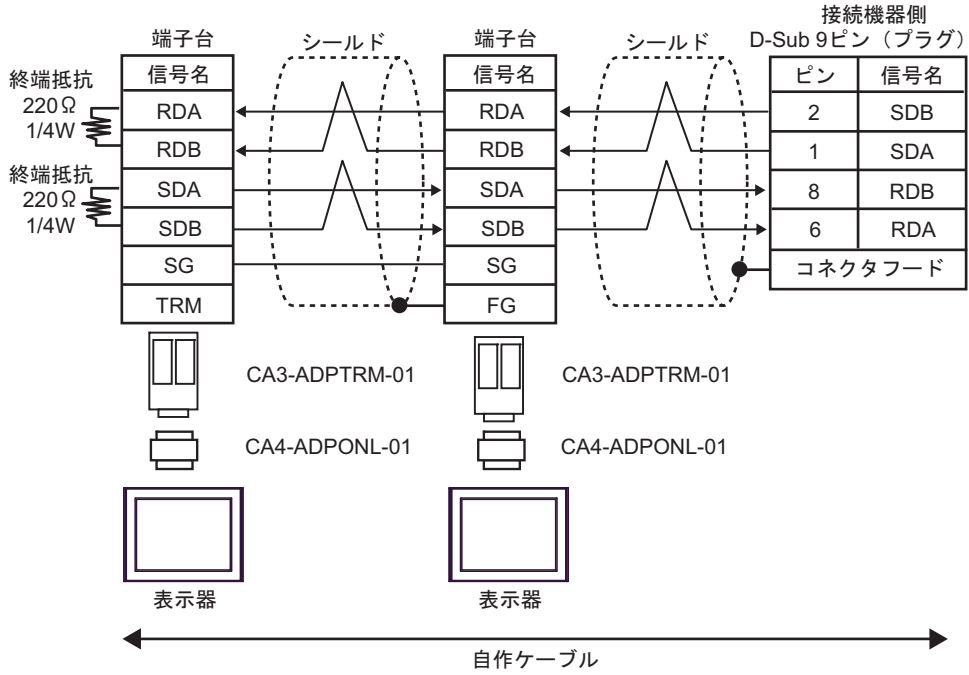 接続機器側
端子台
シールド
端子台
シールド
D-Sub 9ピン（プラグ）
終端抵抗
220Ω
1/4W
終端抵抗
220Ω
1/4W
信号名
RDA
RDB
SDA
SDB
SG
TRM
信号名
RDA
RDB
SDA
SDB
SG
FG
ピン 信号名
2 SDB
1 SDA
8 RDB
6 RDA
コネクタフード
CA3-ADPTRM-01
CA3-ADPTRM-01
CA4-ADPONL-01
CA4-ADPONL-01
表示器
表示器
自作ケーブル